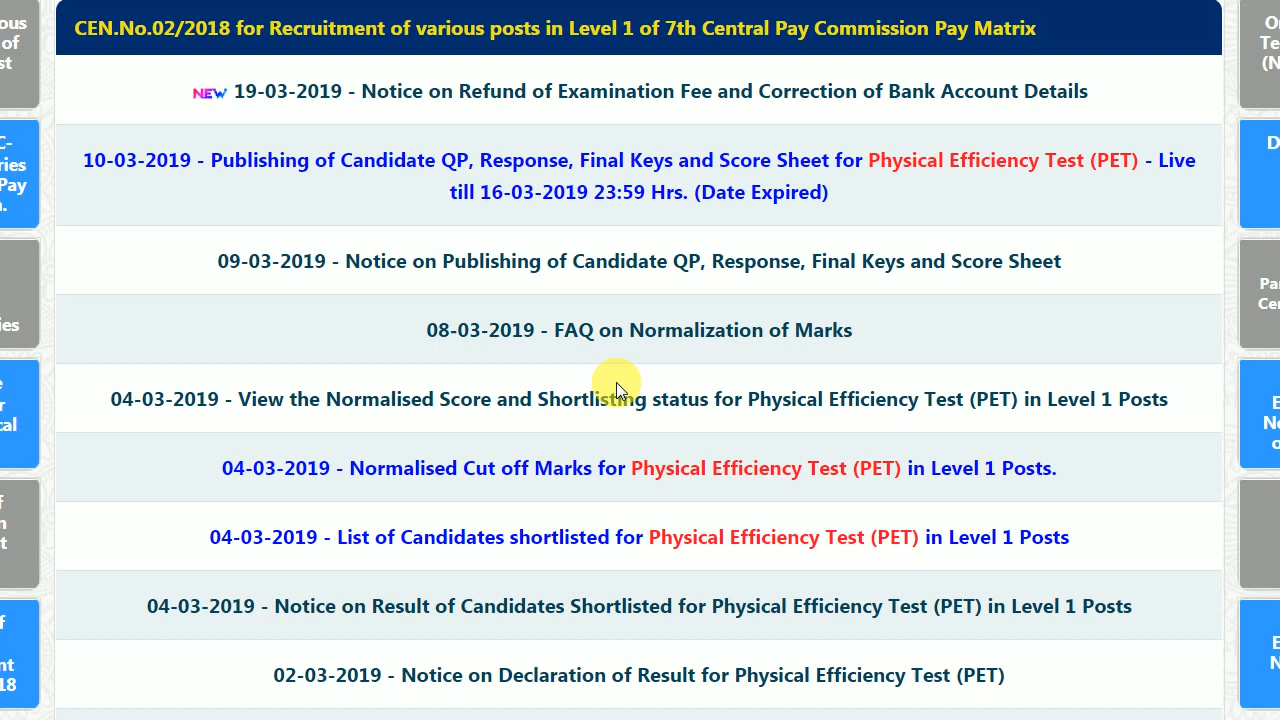 CEN.No.02/2018 for Recruitment of various posts in Level 1 of 7th Central Pay Commission Pay Matrix
NEW 19-03-2019 - Notice on Refund of Examination Fee and Correction of Bank Account Details
10-03-2019 - Publishing of Candidate QP, Response, Final Keys and Score Sheet for Physical Efficiency Test (PET) - Live
till 16-03-2019 23:59 Hrs. (Date Expired)
09-03-2019 - Notice on Publishing of Candidate QP, Response, Final Keys and Score Sheet
08-03-2019 - FAQ on Normalization of Marks
04-03-2019 - View the Normalised Score and Shortlisting status for Physical Efficiency Test (PET) in Level 1 Posts
04-03-2019 - Normalised Cut off Marks for Physical Efficiency Test (PET) in Level 1 Posts.
04-03-2019 - List of Candidates shortlisted for Physical Efficiency Test (PET) in Level 1 Posts
04-03-2019 - Notice on Result of Candidates Shortlisted for Physical Efficiency Test (PET) in Level 1 Posts
02-03-2019 - Notice on Declaration of Result for Physical Efficiency Test (PET)
of
Pay
of